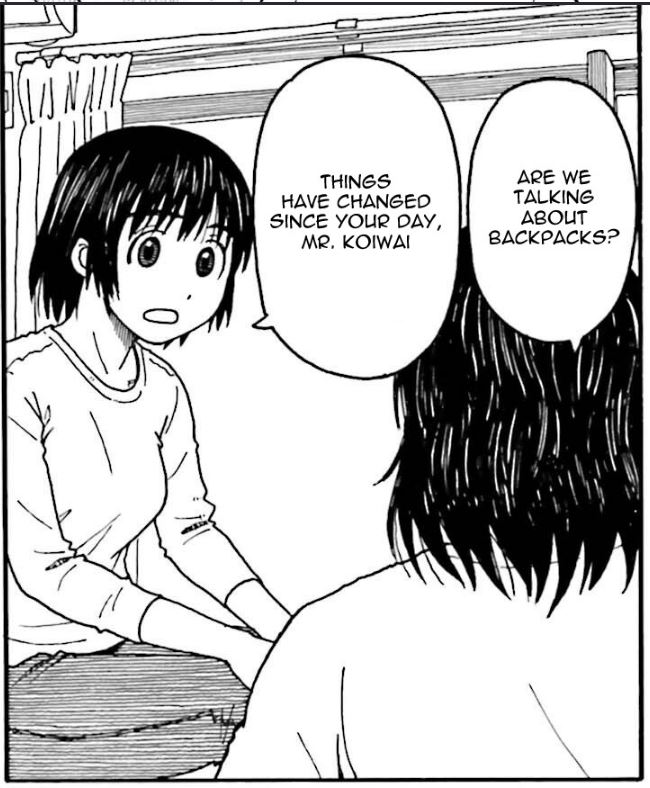 ARE WE
TALKING
ABOUT
BACKPACKS?
THINGS
HAVE CHANGED
SINCE YOUR DAY,
MR. KOIWAI